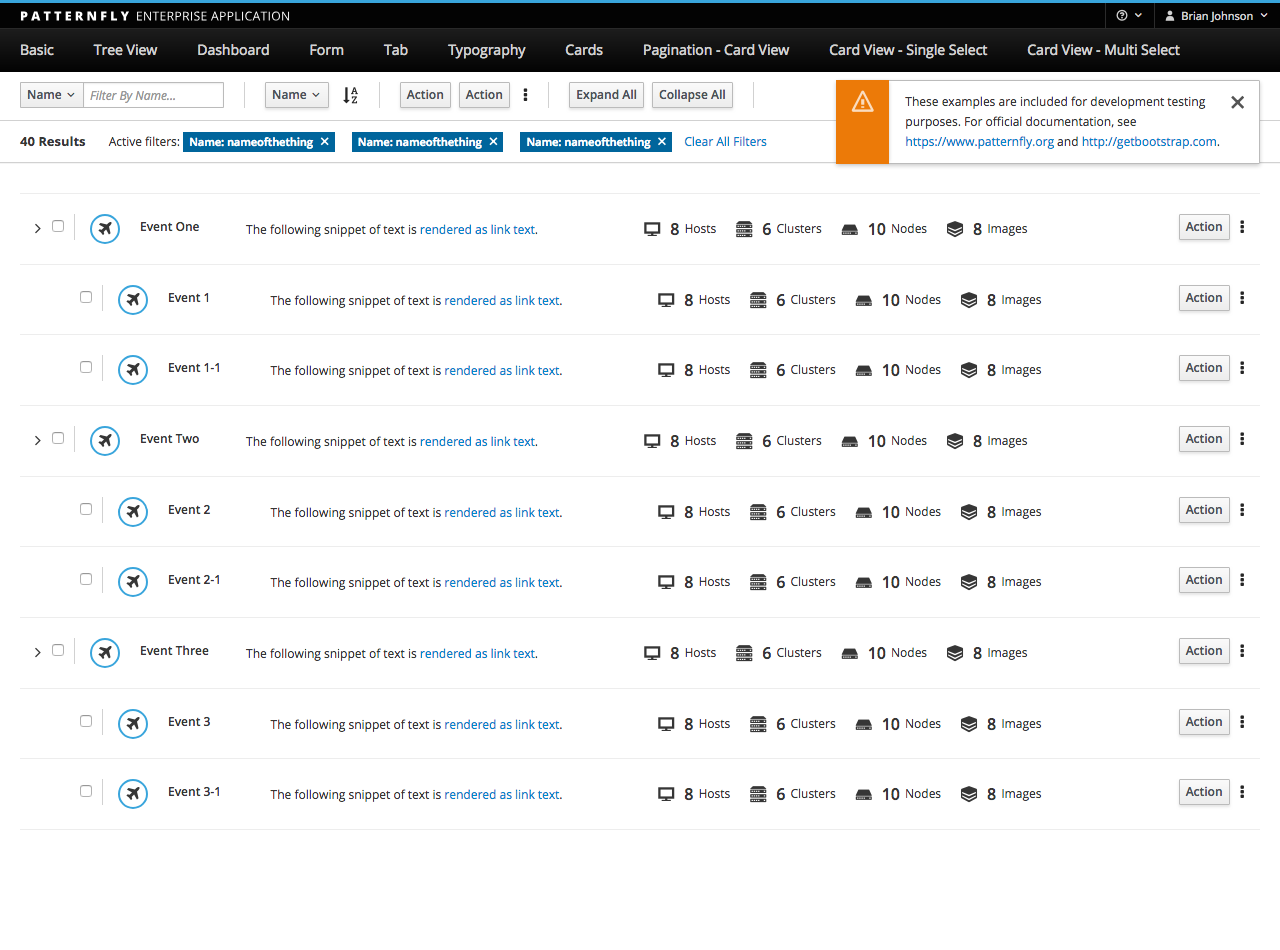 PATTERNFLY ENTERPRISE APPLICATION Brian Johnson
Basic Tree View Dashboard Form Tab Typography Cards Pagination - Card View Card View - Single Select Card View - Multi Select
Name Filter By Name... Name Action Action Expand All Collapse All
These examples are included for development testing
purposes. For official documentation, see
https://www.patternfly.org and http://getbootstrap.com.
40 Results Active filters: Name: nameofthething Name: nameofthething Name: nameofthething Clear All Filters
Event One The following snippet of text is rendered as link text. 8 Hosts 6 Clusters 10 Nodes 8 Images Action
Event 1 The following snippet of text is rendered as link text. 8 Hosts 6 Clusters 10 Nodes 8 Images Action
Event 1-1 The following snippet of text is rendered as link text. 8 Hosts 6 Clusters 10 Nodes 8 Images Action
Event Two The following snippet of text is rendered as link text. 8 Hosts 6 Clusters 10 Nodes 8 Images Action
Event 2 The following snippet of text is rendered as link text. 8 Hosts 6 Clusters 10 Nodes 8 Images Action
Event 2-1 The following snippet of text is rendered as link text. 8 Hosts 6 Clusters 10 Nodes 8 Images Action
Event Three The following snippet of text is rendered as link text. 8 Hosts 6 Clusters 10 Nodes 8 Images Action
Event 3 The following snippet of text is rendered as link text. 8 Hosts 6 Clusters 10 Nodes 8 Images Action
Event 3-1 The following snippet of text is rendered as link text. 8 Hosts 6 Clusters 10 Nodes 8 Images Action